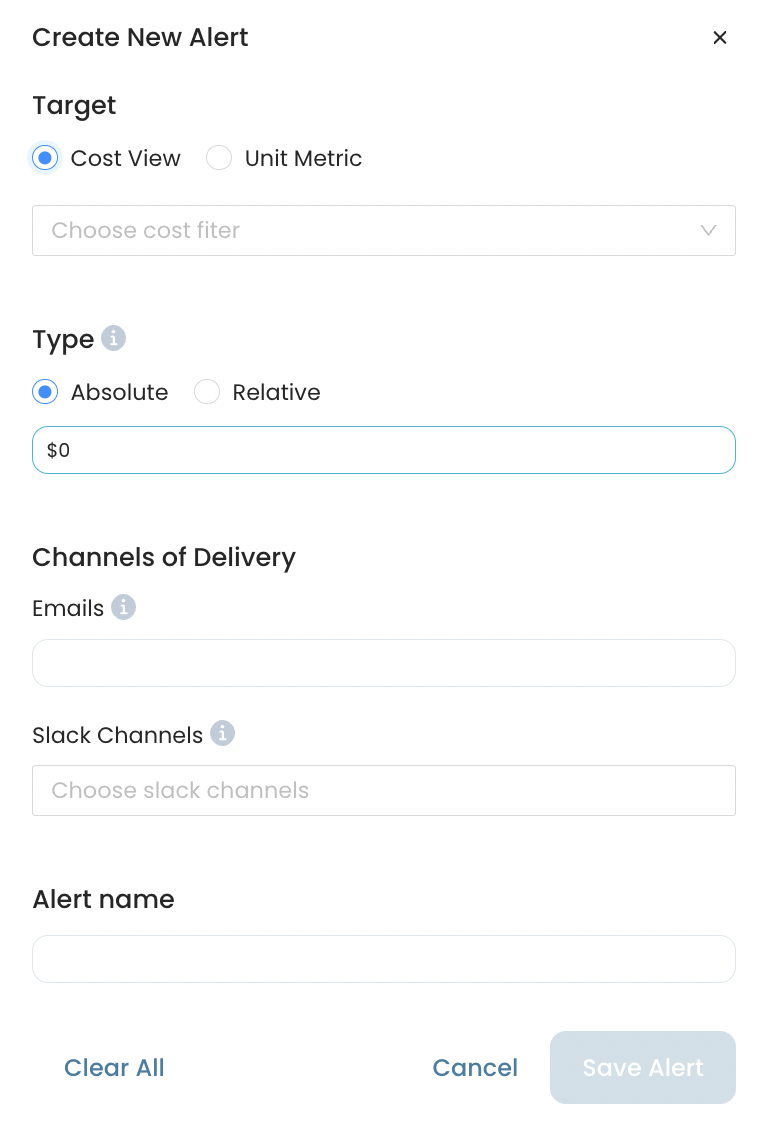 Create New Alert
Target
Cost View Unit Metric
Choose cost fiter
Type
Absolute Relative
$0
Channels of Delivery
Emails
Slack Channels
Choose slack channels
Alert name
Clear All Cancel Save Alert